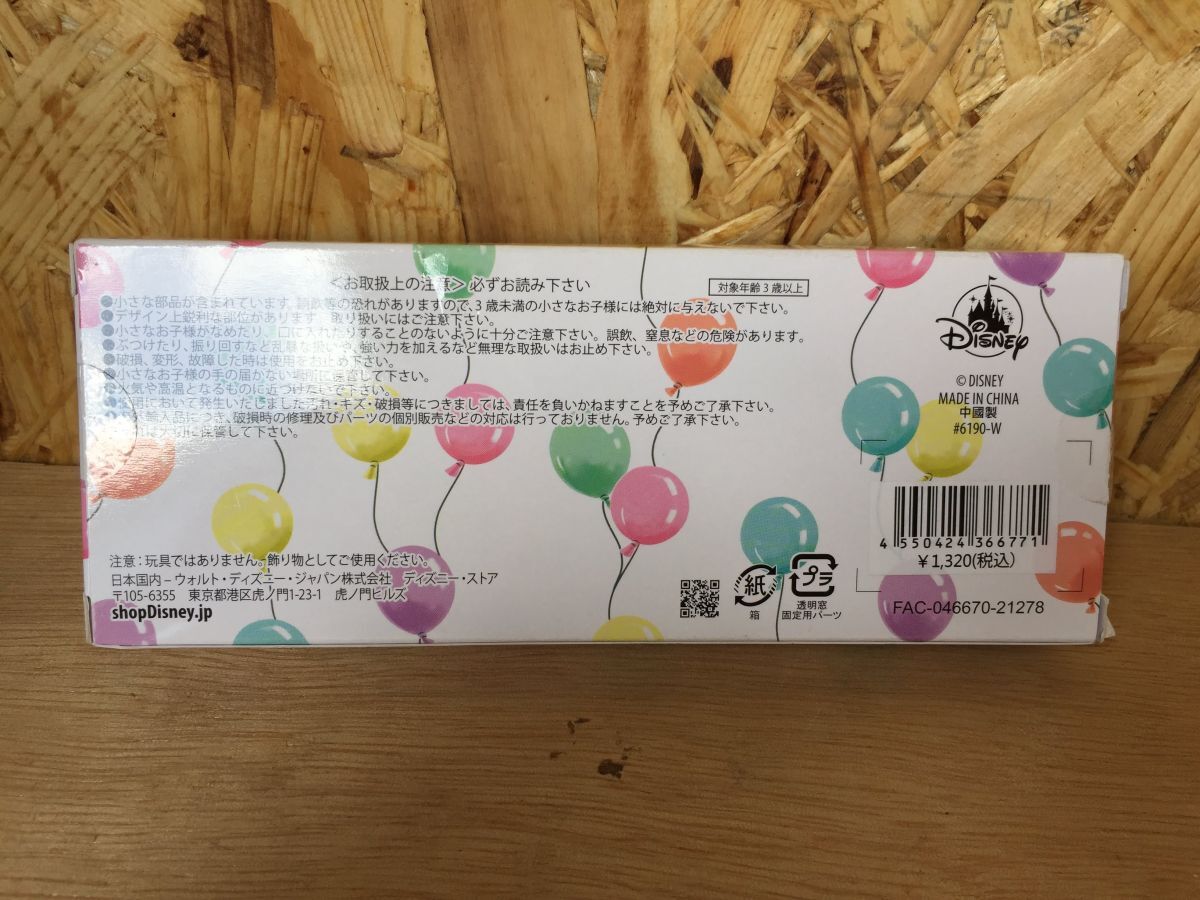 <お取扱上の注意> 必ずお読み下さい
対象年齢3歳以上
●小さな部品が含まれています。誤飲等の恐れがありますので、3歳未満の小さなお子様には絶対に与えないで下さい。
●デザイン上鋭利な部位があります。取り扱いにはご注意下さい。
●小さなお子様がなめたり、口に入れたりすることのないように十分ご注意下さい。誤飲、窒息などの危険があります。
●ぶつけたり、振り回すなど乱暴な扱いや、強い力を加えるなど無理な取扱いはお止め下さい。
●破損、変形、故障した時は使用をお止め下さい。
●小さなお子様の手の届かない場所に保管して下さい。
●火気や高温となるものに近づけないで下さい。
において発生いたしました汚れ・キズ・破損等につきましては、責任を負いかねますことを予めご了承下さい。
輸入品につき、破損時の修理及びパーツの個別販売などの対応は行っておりません。予めご了承下さい。
大切に保管して下さい。
Disney
© DISNEY
MADE IN CHINA
中國製
#6190-W
4 550424 366771
¥1,320(税込)
FAC-046670-21278
注意:玩具ではありません。飾り物としてご使用ください。
日本国内−ウォルト・ディズニー・ジャパン株式会社 ディズニー・ストア
〒105-6355 東京都港区虎ノ門1-23-1 虎ノ門ヒルズ
shopDisney.jp
紙
箱
プラ
透明窓
固定用パーツ